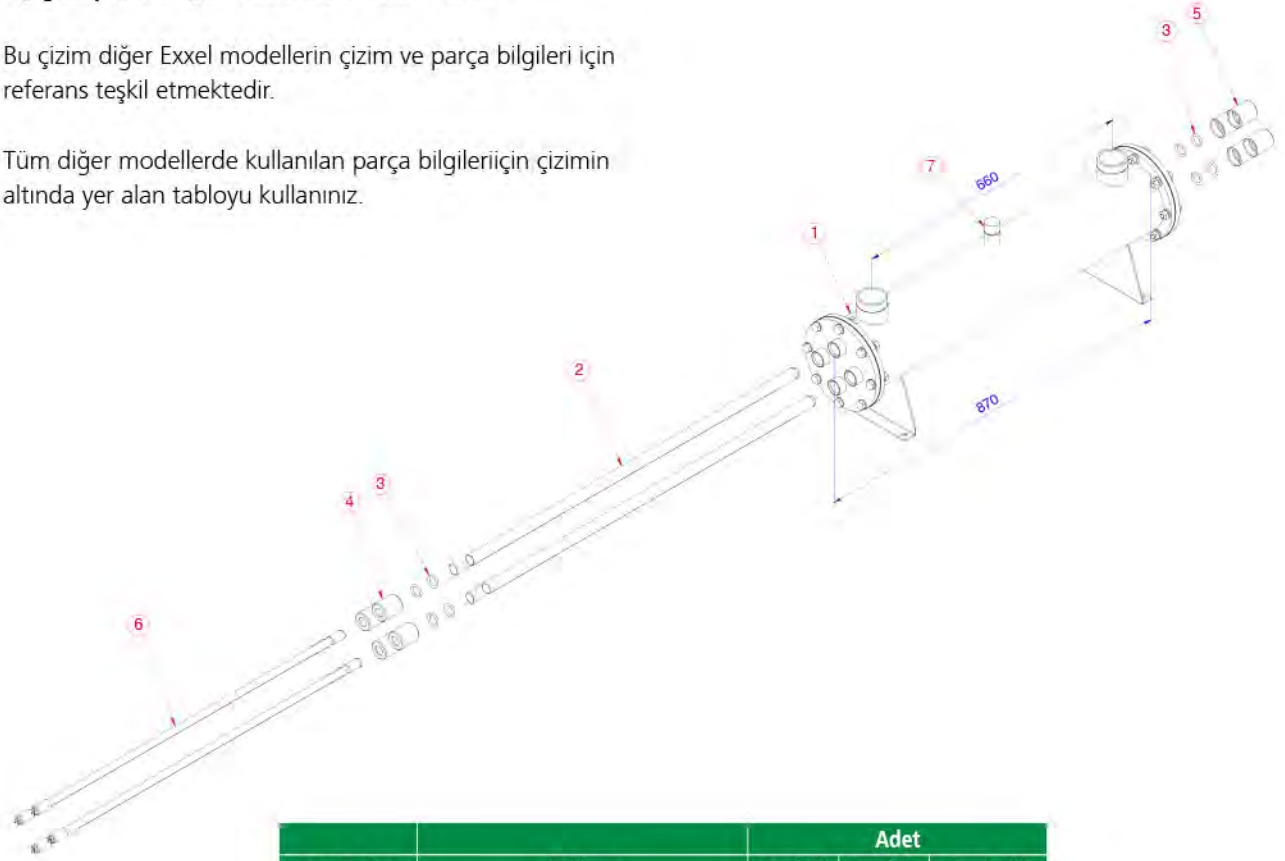 Bu çizim diğer Exxel modellerin çizim ve parça bilgileri için
referans teşkil etmektedir.
Tüm diğer modellerde kullanılan parça bilgileriiçin çizimin
altında yer alan tabloyu kullanınız.
5
3
7
660
1
2
870
4
3
6
Adet